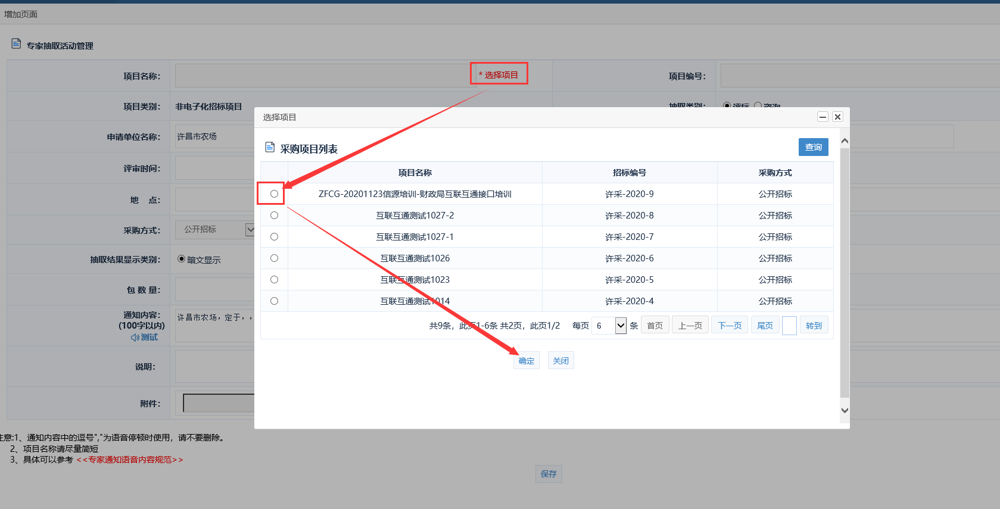 增加页面
专家抽取活动管理
项目名称：
* 选择项目
项目编号：
项目类别：
非电子化招标项目
抽取类别：
评标 咨询
申请单位名称：
许昌市农场
评审时间：
地 点：
采购方式：
公开招标
抽取结果显示类别：
暗文显示
包 数 量：
通知内容：
(100字以内)
测试
许昌市农场，定于，，
说明：
附件：
选择项目
采购项目列表
查询
项目名称 招标编号 采购方式
ZFCG-20201123信源培训-财政局互联互通接口培训 许采-2020-9 公开招标
互联互通测试1027-2 许采-2020-8 公开招标
互联互通测试1027-1 许采-2020-7 公开招标
互联互通测试1026 许采-2020-6 公开招标
互联互通测试1023 许采-2020-5 公开招标
互联互通测试1014 许采-2020-4 公开招标
共9条，此页1-6条 共2页，此页1/2 每页 6 条 首页 上一页 下一页 尾页 转到
确定 关闭
注意:1、通知内容中的逗号","为语音停顿时使用，请不要删除。
2、项目名称请尽量简短
3、具体可以参考 <<专家通知语音内容规范>>
保存